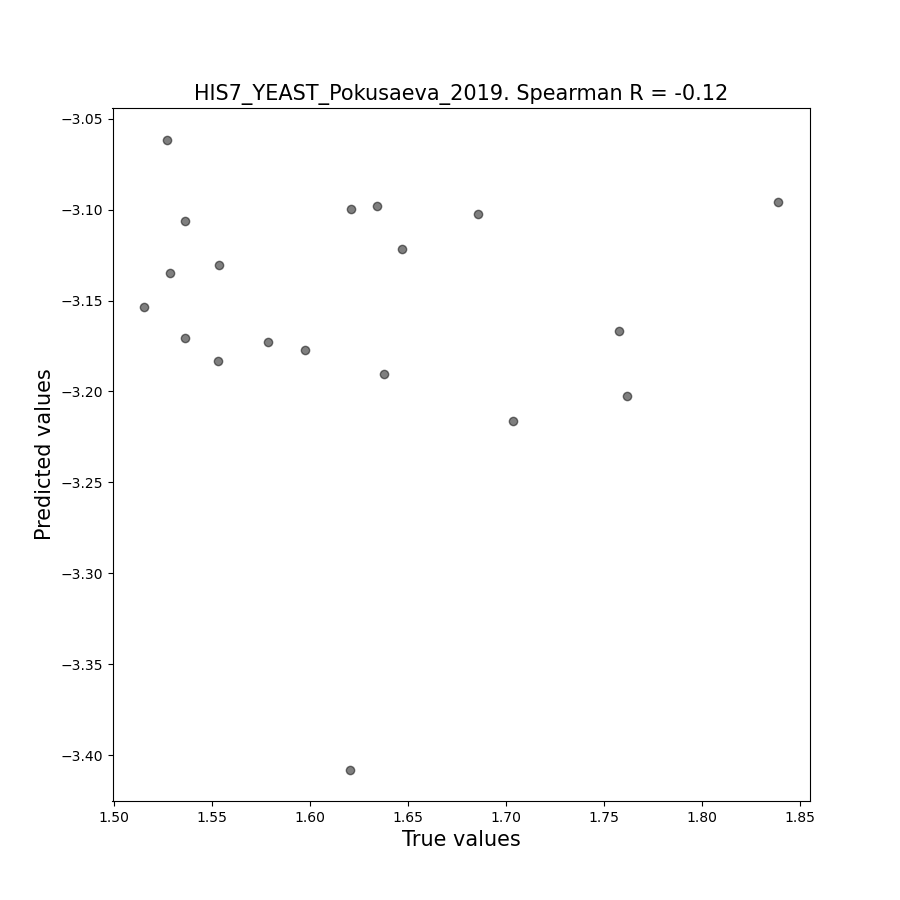 HIS7_YEAST_Pokusaeva_2019. Spearman R = -0.12
−3.05
−3.10
−3.15
−3.20
−3.25
−3.30
−3.35
−3.40
Predicted values
1.50 1.55 1.60 1.65 1.70 1.75 1.80 1.85
True values